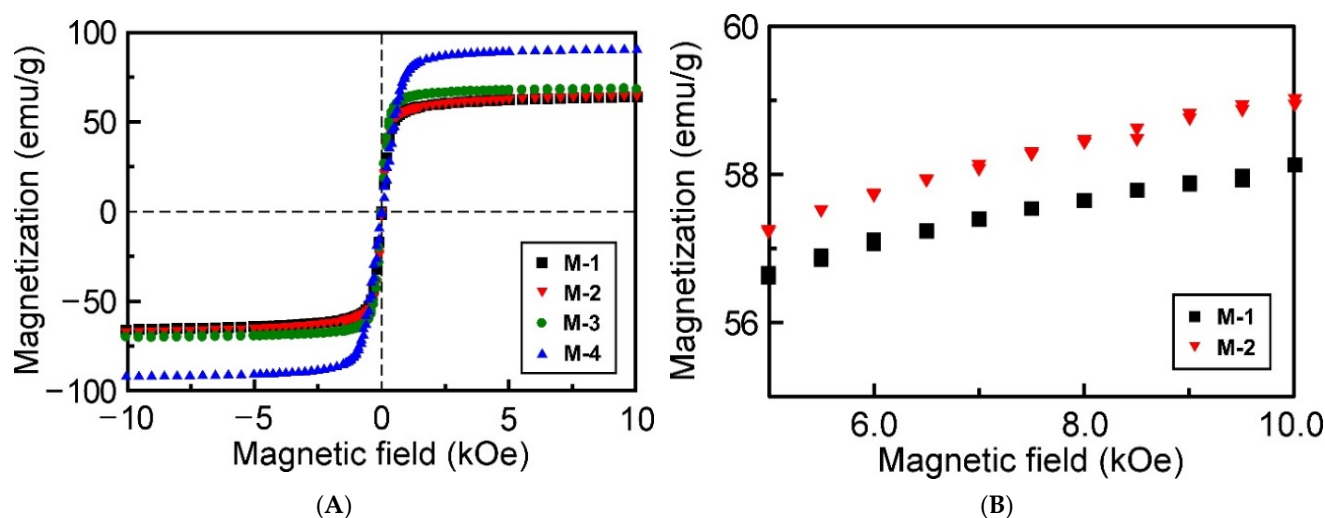 Magnetization (emu/g)
100
50
0
−50
−100
−10
−5
0
5
10
Magnetic field (kOe)
M-1
M-2
M-3
M-4
(A)
Magnetization (emu/g)
60
58
56
6.0
8.0
10.0
Magnetic field (kOe)
M-1
M-2
(B)